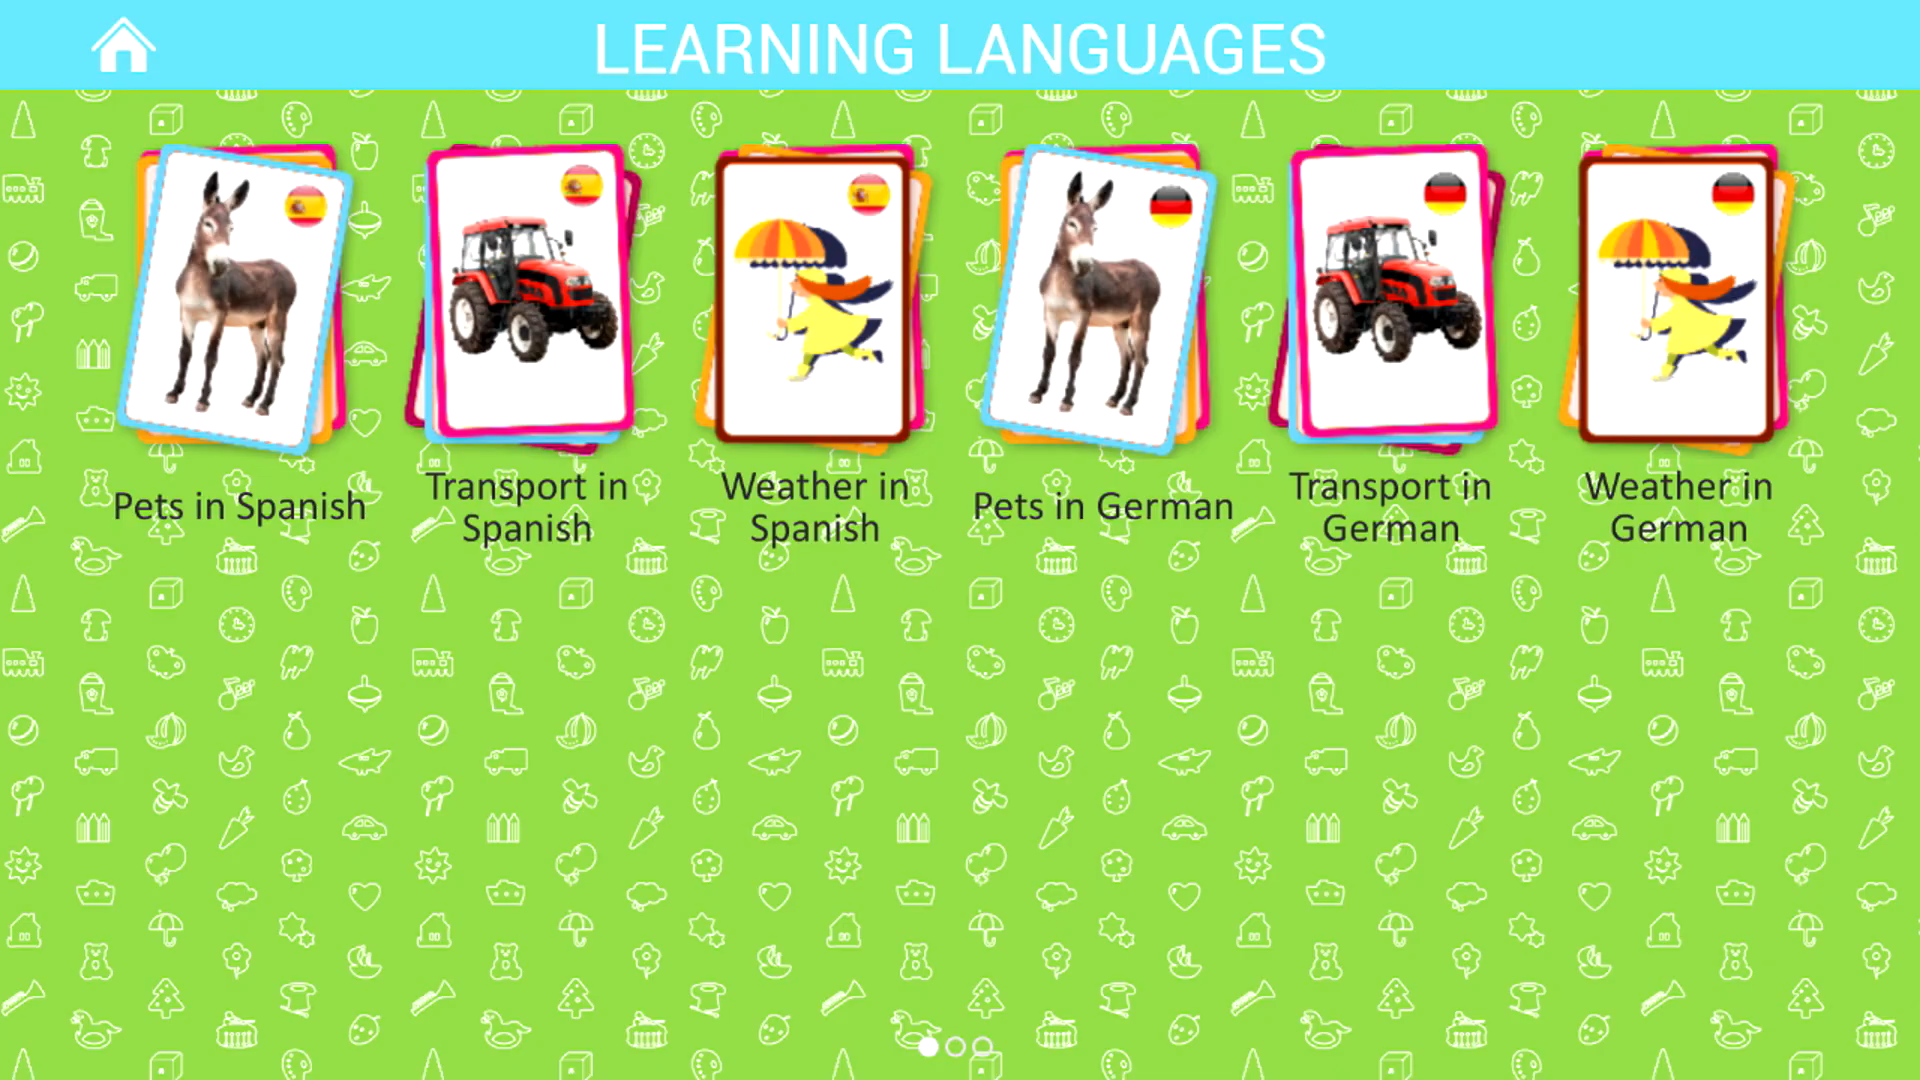 LEARNING LANGUAGES
Pets in Spanish
Transport in
Spanish
Weather in
Spanish
Pets in German
Transport in
German
Weather in
German